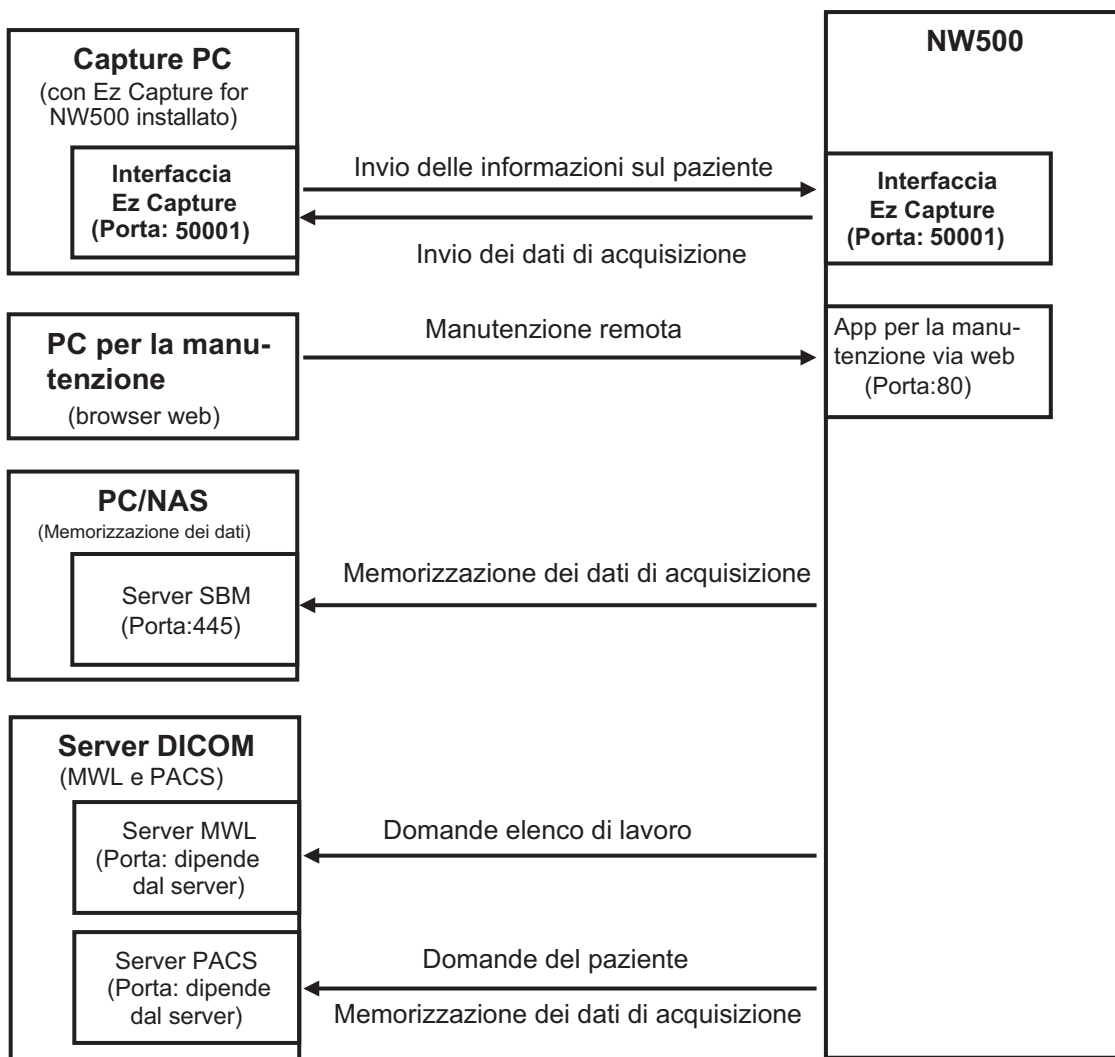 Capture PC
(con Ez Capture for
NW500 installato)
Interfaccia
Ez Capture
(Porta: 50001)
Invio delle informazioni sul paziente
Invio dei dati di acquisizione
NW500
Interfaccia
Ez Capture
(Porta: 50001)
PC per la manu-
tenzione
(browser web)
Manutenzione remota
App per la manu-
tenzione via web
(Porta:80)
PC/NAS
(Memorizzazione dei dati)
Server SBM
(Porta:445)
Memorizzazione dei dati di acquisizione
Server DICOM
(MWL e PACS)
Server MWL
(Porta: dipende
dal server)
Domande elenco di lavoro
Server PACS
(Porta: dipende
dal server)
Domande del paziente
Memorizzazione dei dati di acquisizione